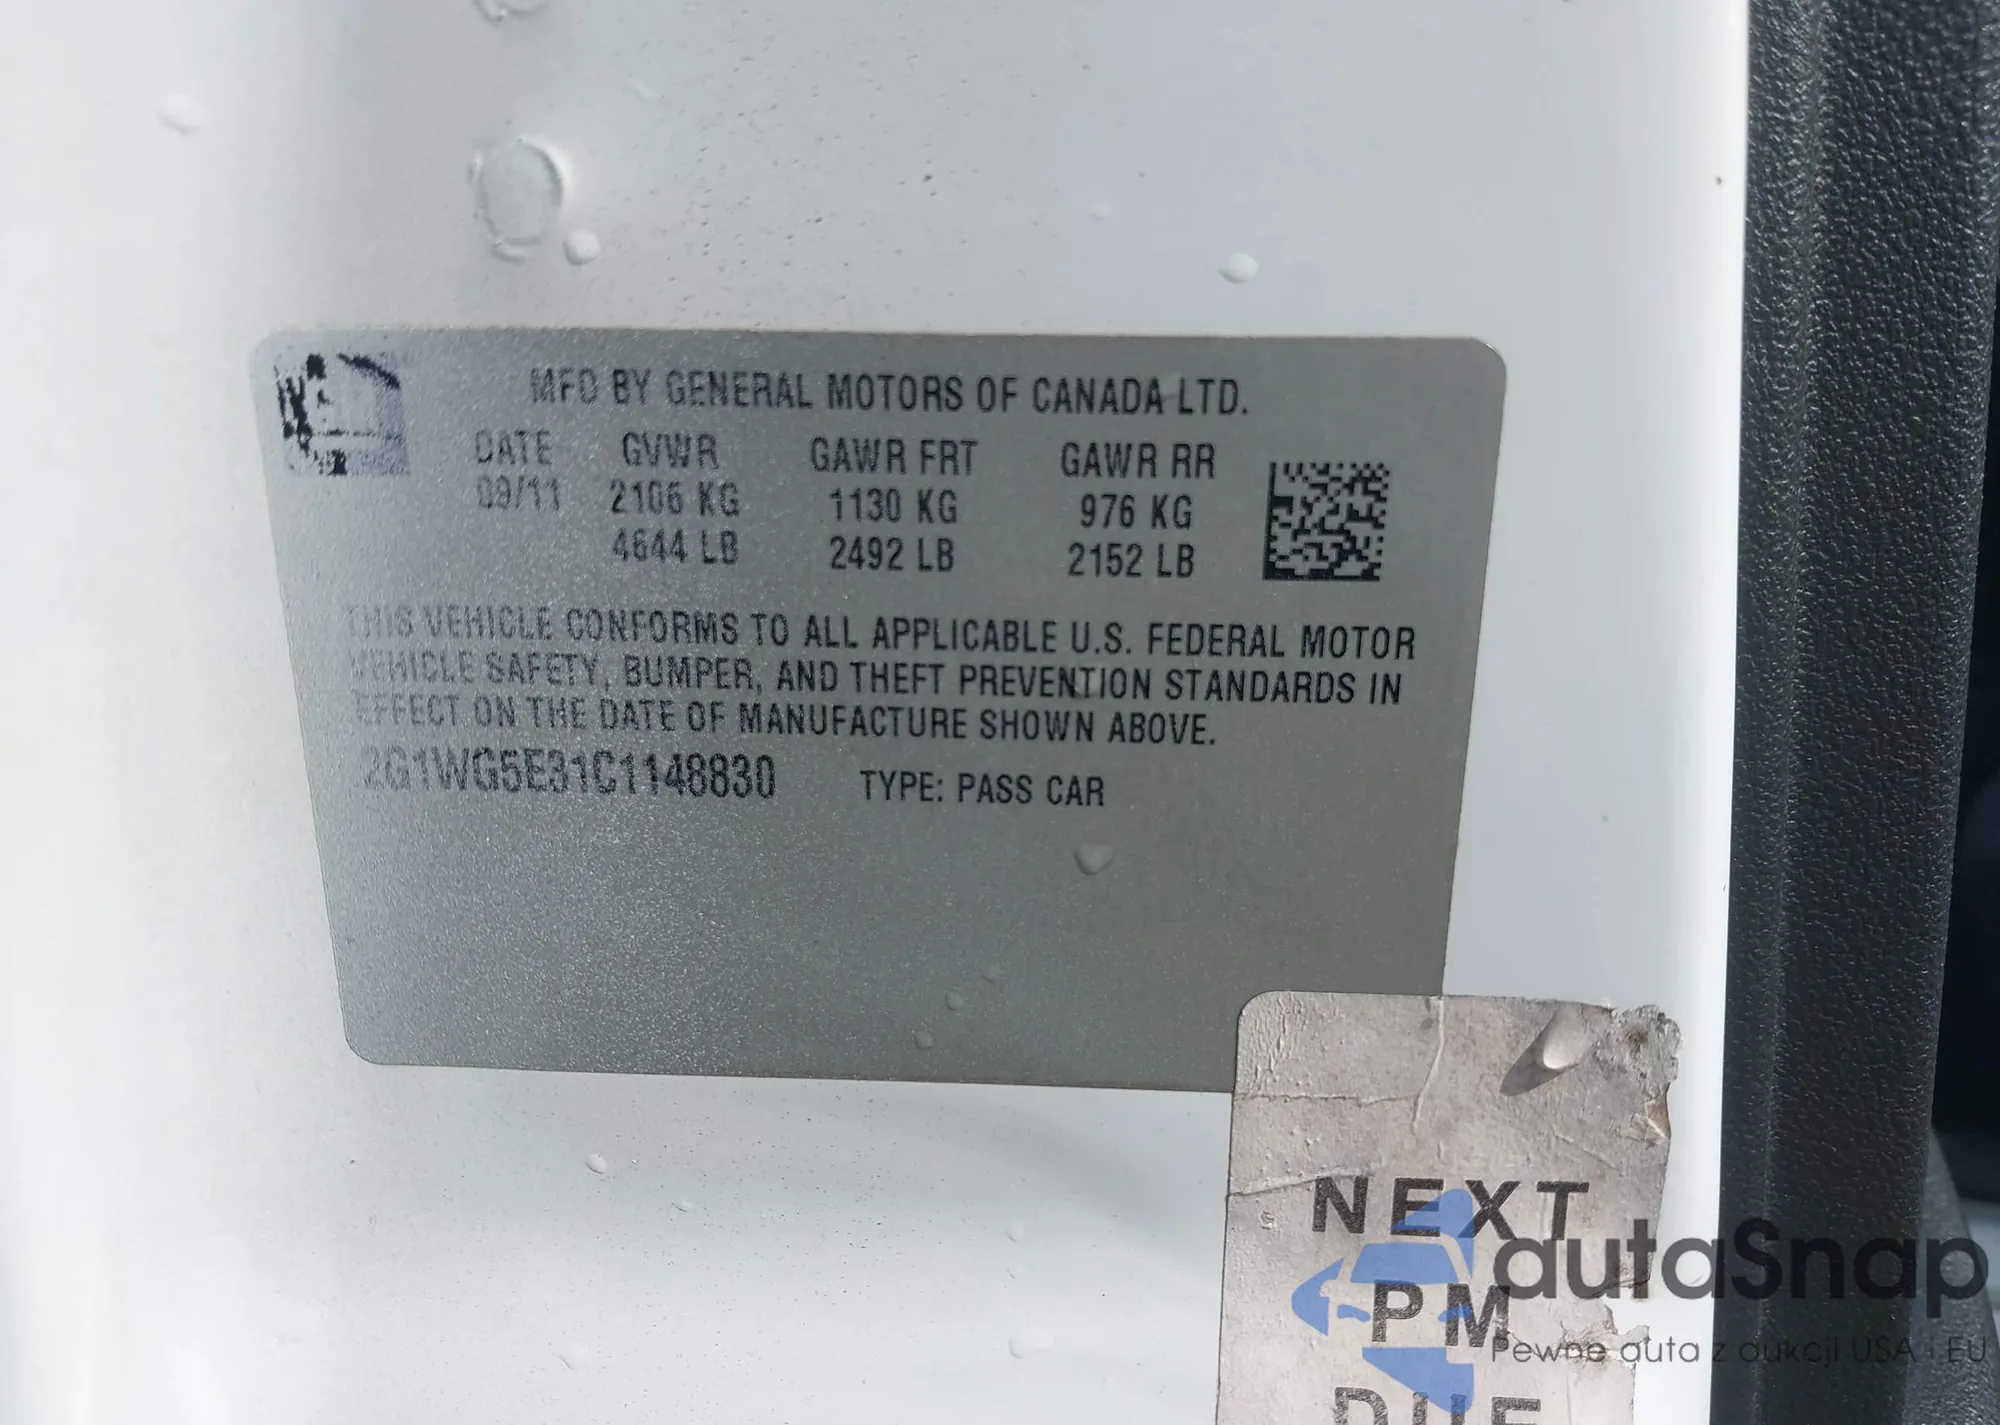 MFD BY GENERAL MOTORS OF CANADA LTD.
DATE GVWR GAWR FRT GAWR RR
09/11 2106 KG 1130 KG 976 KG
4644 LB 2492 LB 2152 LB
THIS VEHICLE CONFORMS TO ALL APPLICABLE U.S. FEDERAL MOTOR
VEHICLE SAFETY, BUMPER, AND THEFT PREVENTION STANDARDS IN
EFFECT ON THE DATE OF MANUFACTURE SHOWN ABOVE.
2G1WG5E31C1148830 TYPE: PASS CAR
NEXT
PM
DUE
autaSnap
Pewne auta z aukcji USA i EU